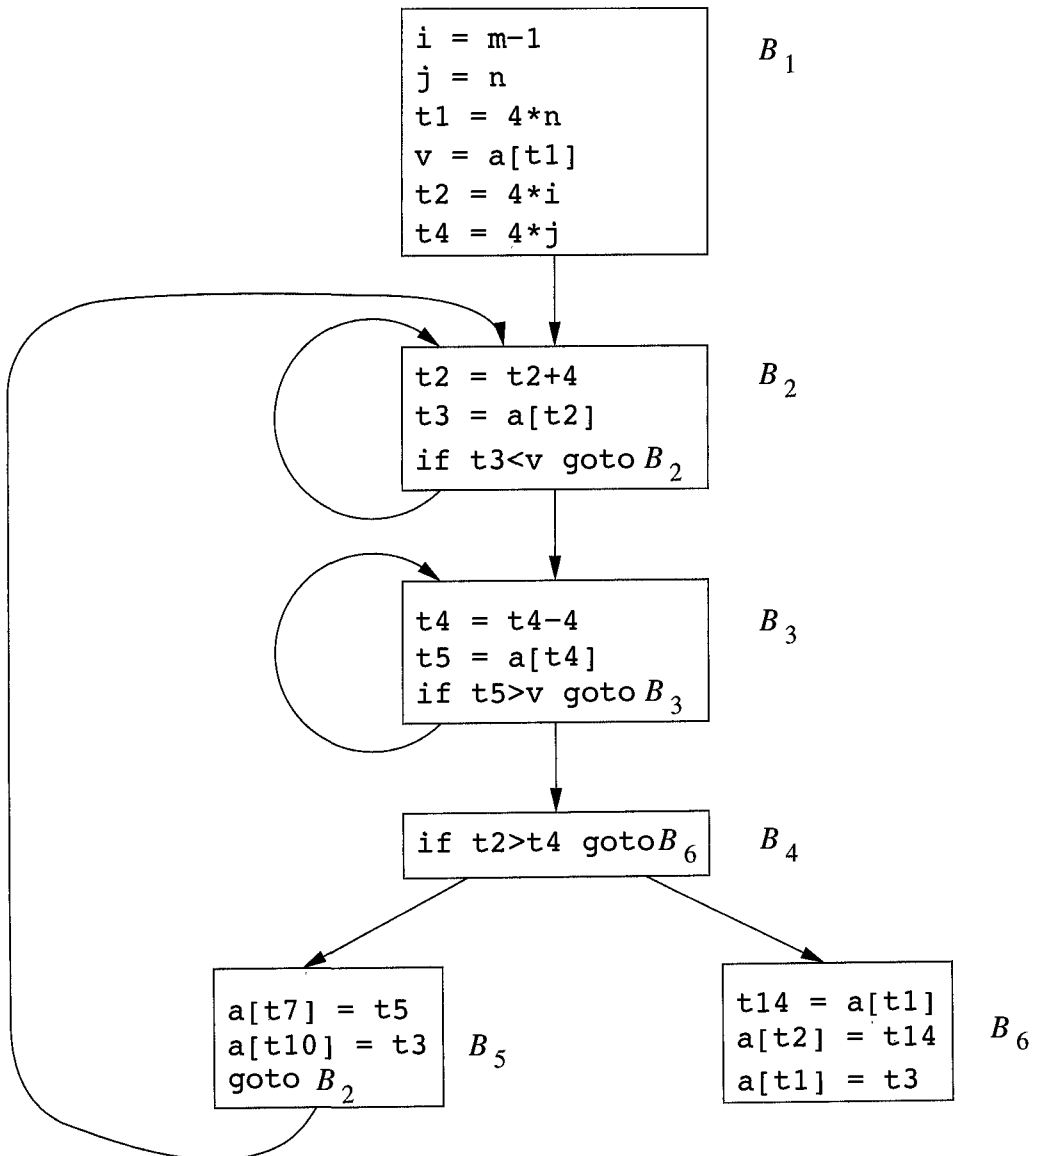 i = m-1
j = n
t1 = 4*n
v = a[t1]
t2 = 4*i
t4 = 4*j
B1
t2 = t2+4
t3 = a[t2]
if t3<v goto B2
B2
t4 = t4-4
t5 = a[t4]
if t5>v goto B3
B3
if t2>t4 goto B6
B4
a[t7] = t5
a[t10] = t3
goto B2
B5
t14 = a[t1]
a[t2] = t14
a[t1] = t3
B6